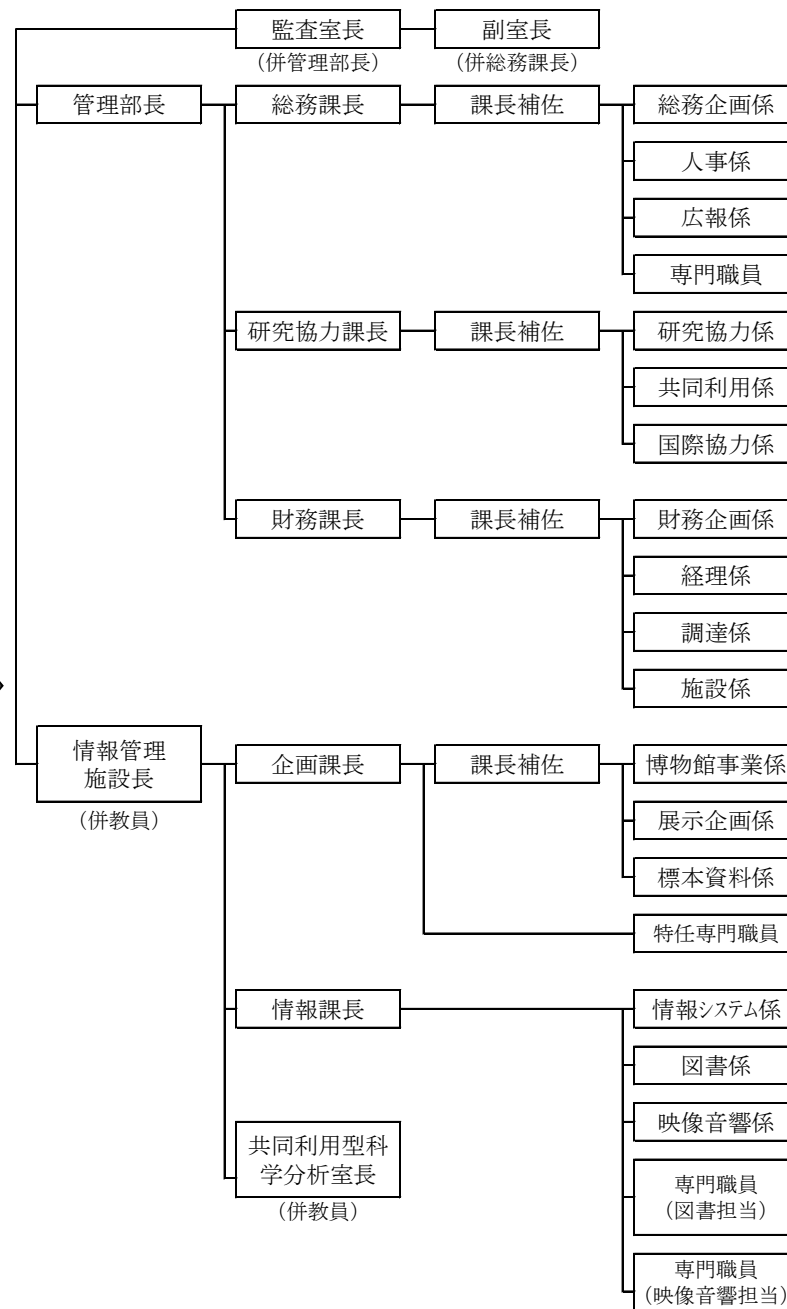 監査室長
副室長
(併管理部長)
(併総務課長)
管理部長
総務課長
課長補佐
総務企画係
人事係
広報係
専門職員
研究協力課長
課長補佐
研究協力係
共同利用係
国際協力係
財務課長
課長補佐
財務企画係
経理係
調達係
施設係
情報管理
施設長
(併教員)
企画課長
課長補佐
博物館事業係
展示企画係
標本資料係
特任専門職員
情報課長
情報システム係
図書係
映像音響係
専門職員
(図書担当)
専門職員
(映像音響担当)
共同利用型科
学分析室長
(併教員)